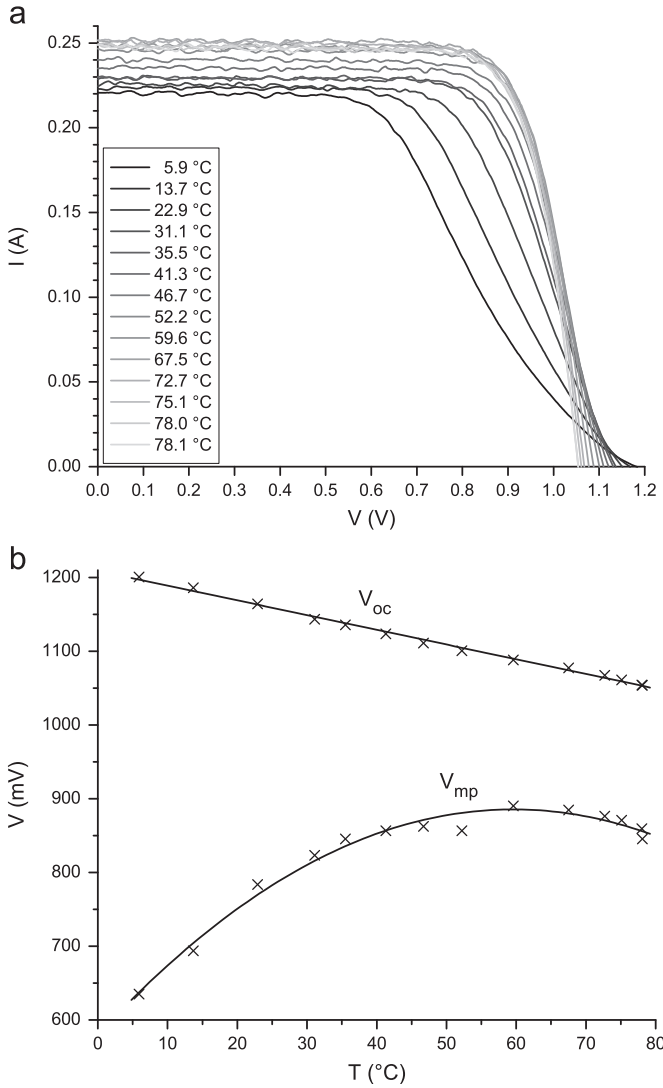 a
0.25
0.20
0.15
0.10
0.05
0.00
I (A)
5.9 °C
13.7 °C
22.9 °C
31.1 °C
35.5 °C
41.3 °C
46.7 °C
52.2 °C
59.6 °C
67.5 °C
72.7 °C
75.1 °C
78.0 °C
78.1 °C
0.0 0.1 0.2 0.3 0.4 0.5 0.6 0.7 0.8 0.9 1.0 1.1 1.2
V (V)
b
1200
1100
1000
900
800
700
600
V (mV)
Voc
Vmp
0 10 20 30 40 50 60 70 80
T (°C)